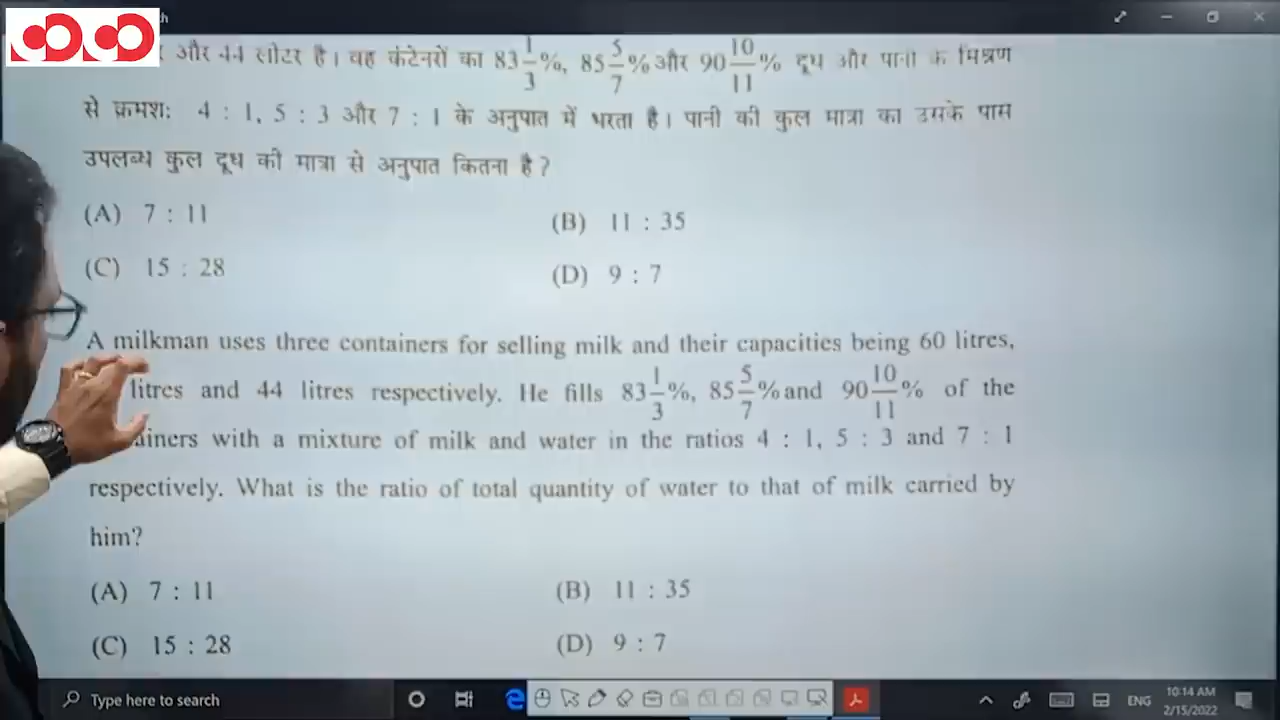 और 44 लीटर है। वह कंटेनरों का 83 1/3 %, 85 5/7 % और 90 10/11 % दूध और पानी के मिश्रण
से क्रमशः 4 : 1, 5 : 3 और 7 : 1 के अनुपात में भरता है। पानी की कुल मात्रा का उसके पास
उपलब्ध कुल दूध की मात्रा से अनुपात कितना है?
(A) 7 : 11 (B) 11 : 35
(C) 15 : 28 (D) 9 : 7
A milkman uses three containers for selling milk and their capacities being 60 litres,
litres and 44 litres respectively. He fills 83 1/3 %, 85 5/7 % and 90 10/11 % of the
ainers with a mixture of milk and water in the ratios 4 : 1, 5 : 3 and 7 : 1
respectively. What is the ratio of total quantity of water to that of milk carried by
him?
(A) 7 : 11 (B) 11 : 35
(C) 15 : 28 (D) 9 : 7
Type here to search
ENG
10:14 AM
2/15/2022